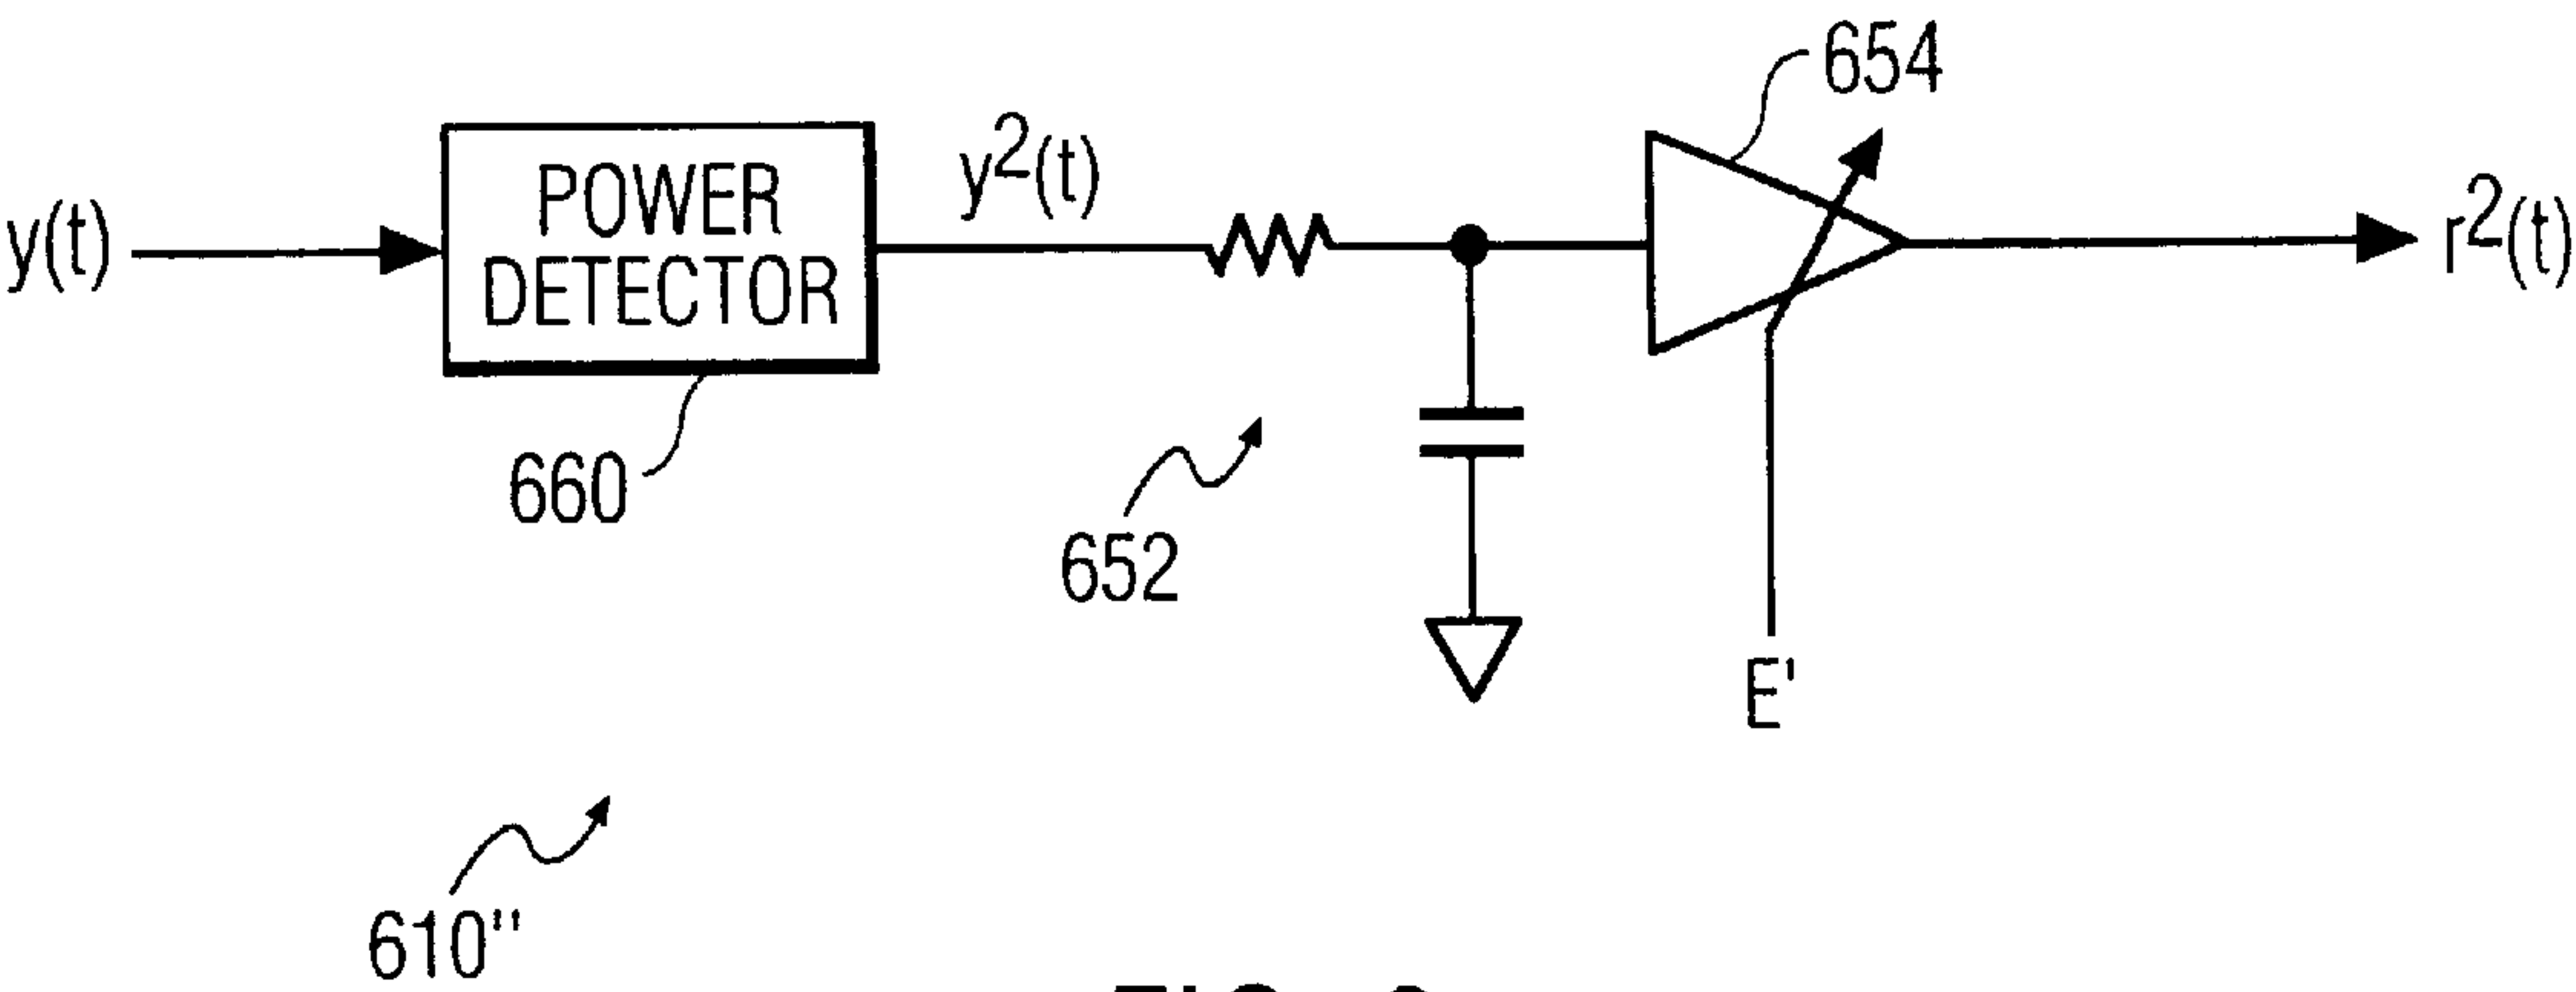 654
y(t)
POWER
DETECTOR
y²(t)
r²(t)
660
652
E'
610"